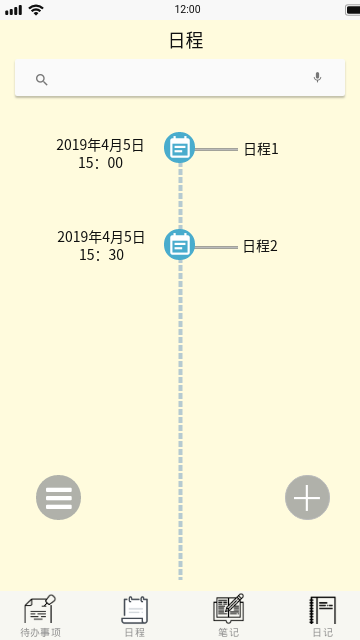 12:00
日程
2019年4月5日
15：00
日程1
2019年4月5日
15：30
日程2
待办事项
日程
笔记
日记